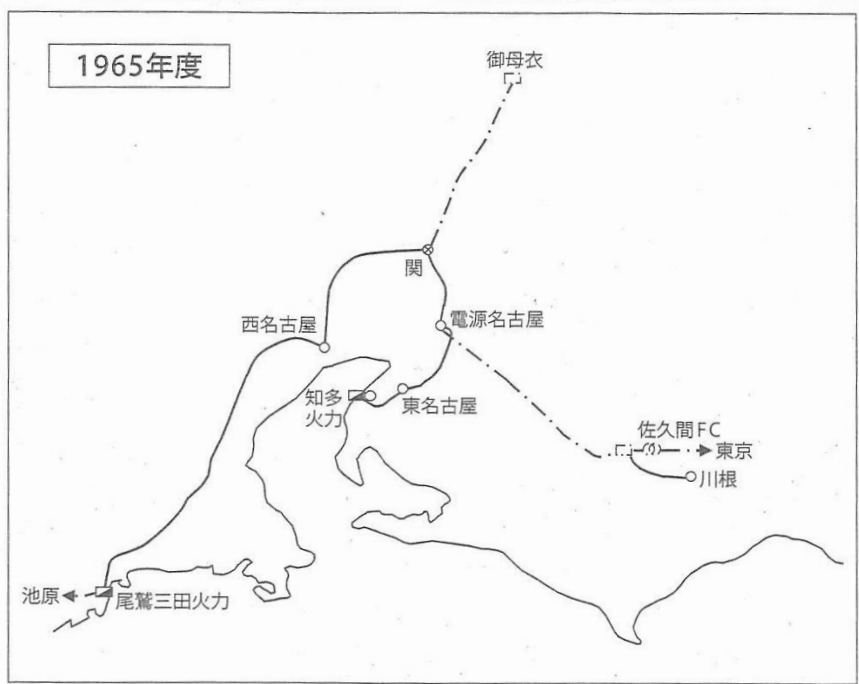 1965年度
御母衣
関
西名古屋
電源名古屋
知多
火力
東名古屋
佐久間FC
東京
川根
池原
尾鷲三田火力